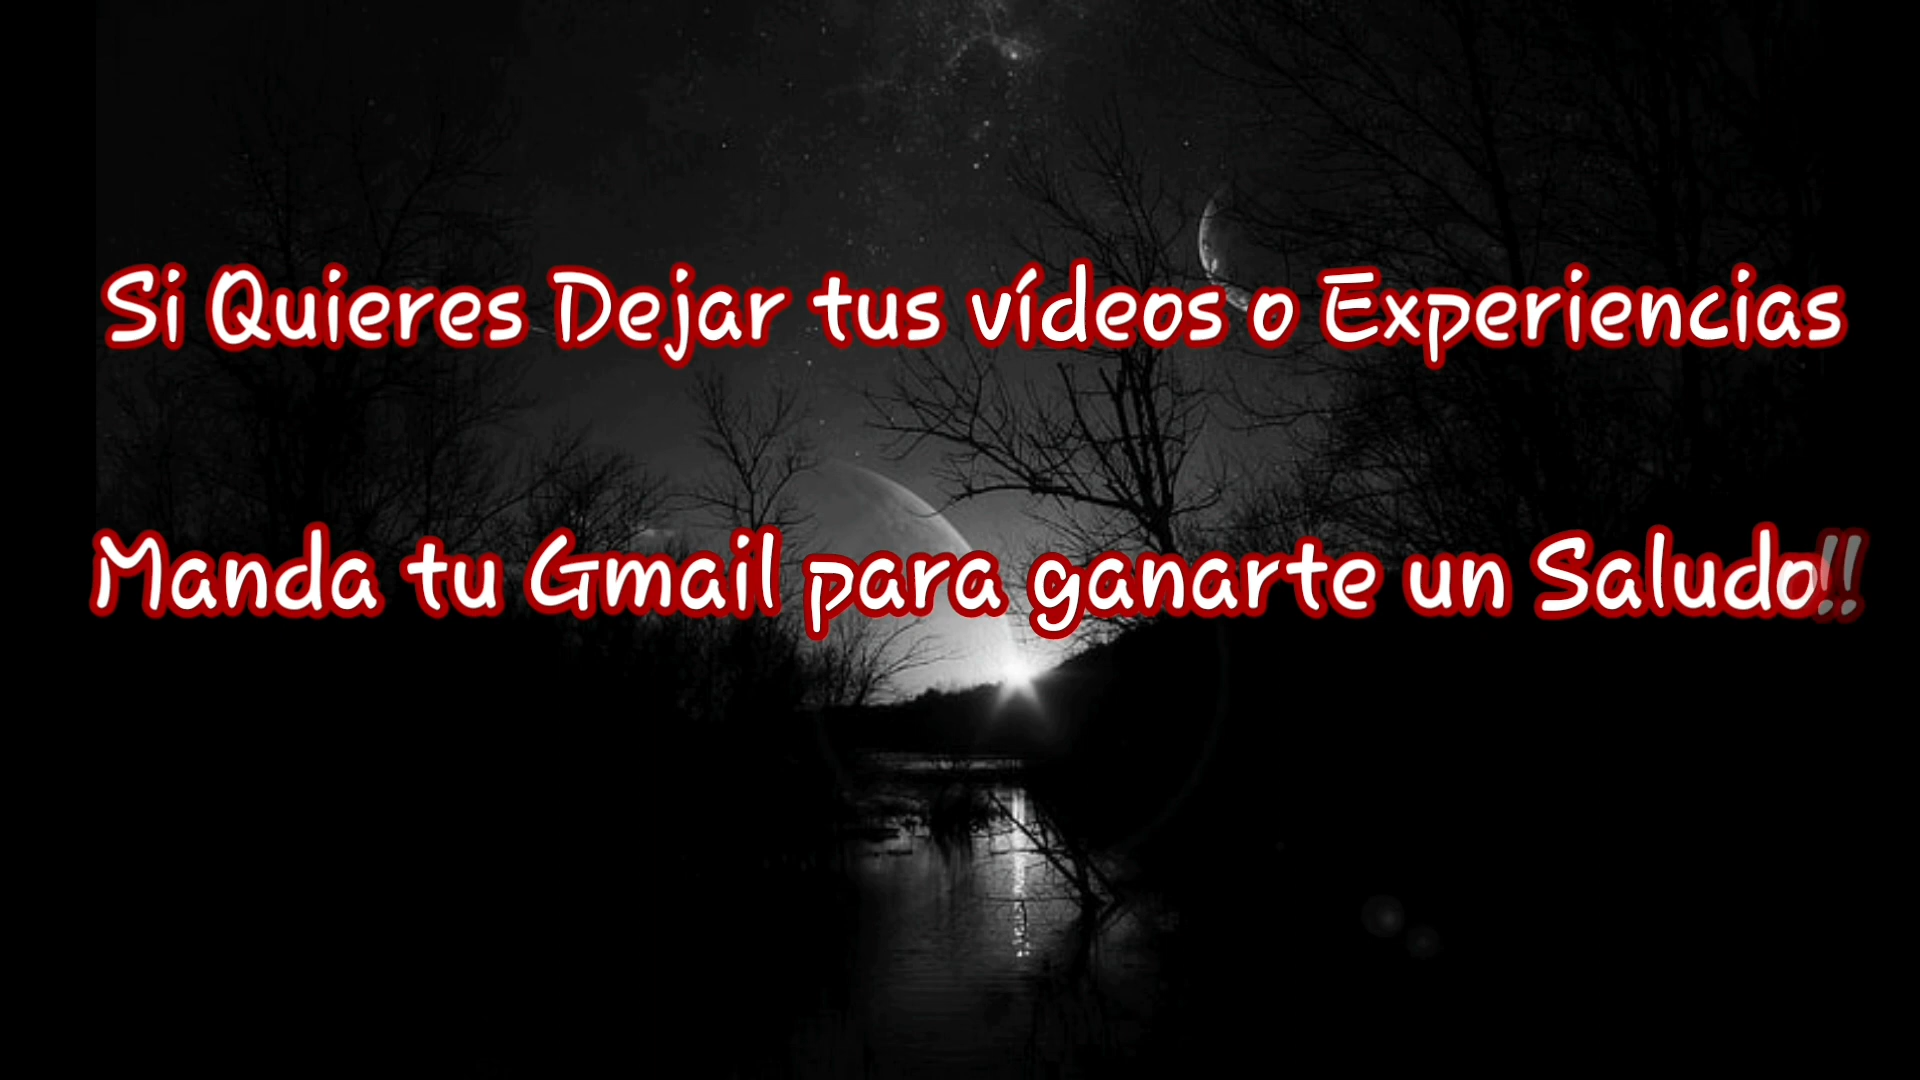 Si Quieres Dejar tus vídeos o Experiencias
Manda tu Gmail para ganarte un Saludo!!